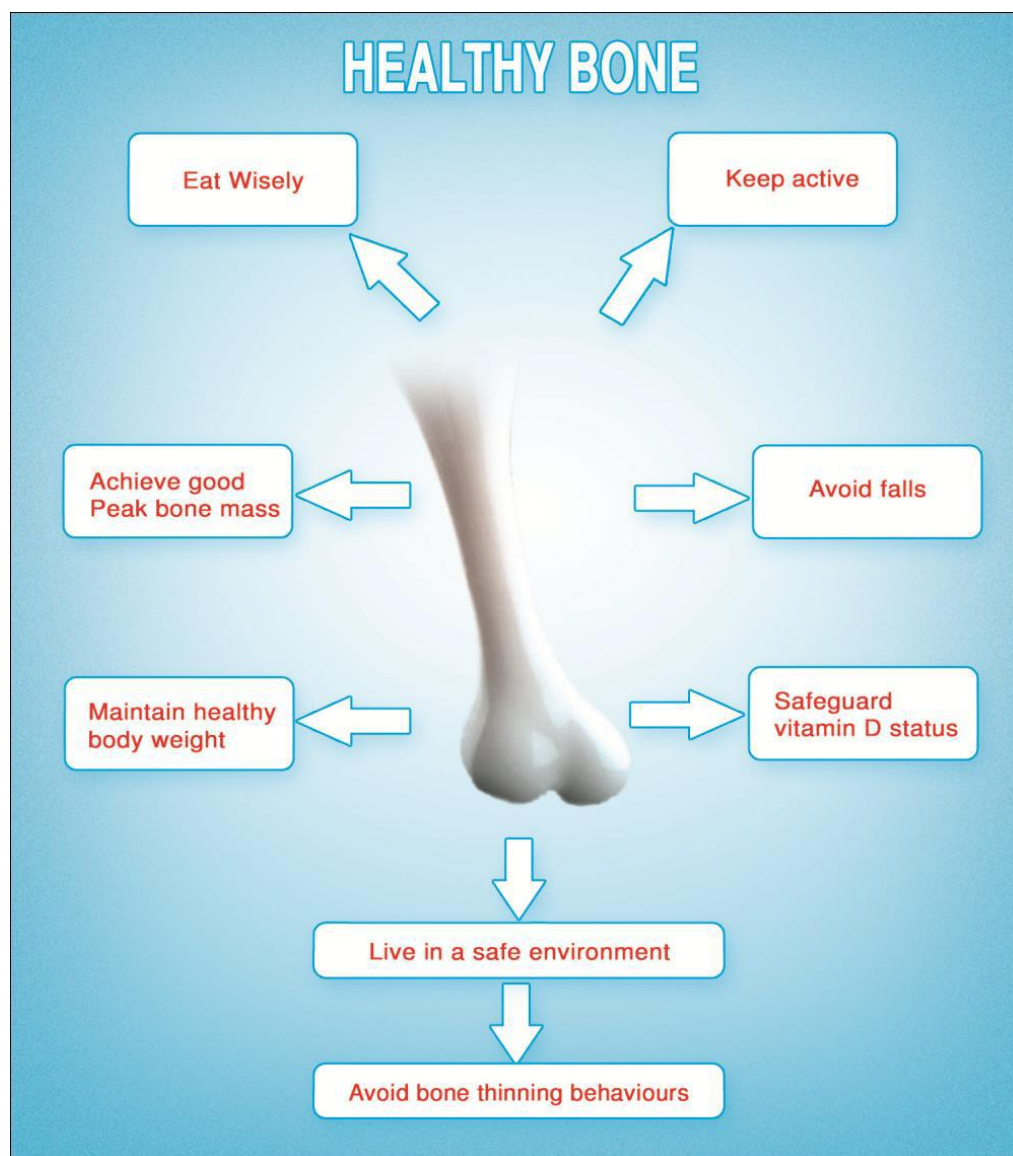 HEALTHY BONE
Eat Wisely
Keep active
Achieve good
Peak bone mass
Avoid falls
Maintain healthy
body weight
Safeguard
vitamin D status
Live in a safe environment
Avoid bone thinning behaviours